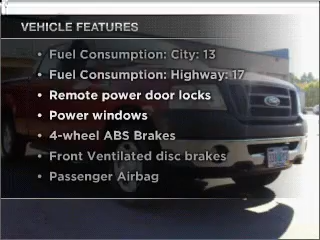 VEHICLE FEATURES
• Fuel Consumption: City: 13
• Fuel Consumption: Highway: 17
• Remote power door locks
• Power windows
• 4-wheel ABS Brakes
• Front Ventilated disc brakes
• Passenger Airbag